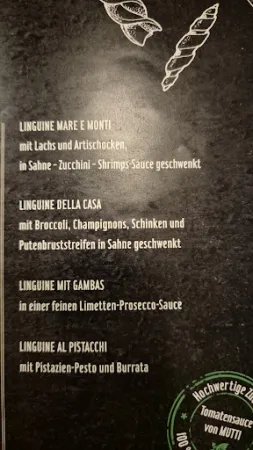 LINGUINE MARE E MONTI
mit Lachs und Artischocken,
in Sahne - Zucchini - Shrimps Sauce geschwenkt
LINGUINE DELLA CASA
mit Broccoli, Champignons, Schinken und
Putenbruststreifen in Sahne geschwenkt
LINGUINE MIT GAMBAS
in einer feinen Limetten-Prosecco-Sauce
LINGUINE AL PISTACCHI
mit Pistazien-Pesto und Burrata
Hochwertige
Tomatensauce
von MUTTI
100